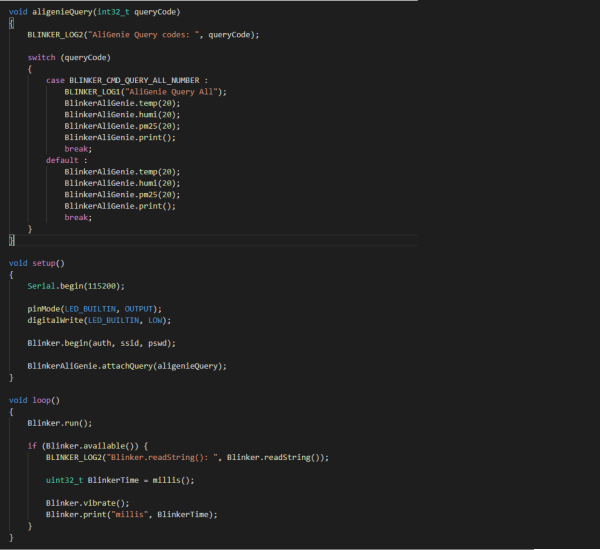 void aligenieQuery(int32_t queryCode)
{
    BLINKER_LOG2("AliGenie Query codes: ", queryCode);

    switch (queryCode)
    {
        case BLINKER_CMD_QUERY_ALL_NUMBER :
            BLINKER_LOG1("AliGenie Query All");
            BlinkerAliGenie.temp(20);
            BlinkerAliGenie.humi(20);
            BlinkerAliGenie.pm25(20);
            BlinkerAliGenie.print();
            break;
        default :
            BlinkerAliGenie.temp(20);
            BlinkerAliGenie.humi(20);
            BlinkerAliGenie.pm25(20);
            BlinkerAliGenie.print();
            break;
    }
}

void setup()
{
    Serial.begin(115200);

    pinMode(LED_BUILTIN, OUTPUT);
    digitalWrite(LED_BUILTIN, LOW);

    Blinker.begin(auth, ssid, pswd);

    BlinkerAliGenie.attachQuery(aligenieQuery);
}

void loop()
{
    Blinker.run();

    if (Blinker.available()) {
        BLINKER_LOG2("Blinker.readString(): ", Blinker.readString());

        uint32_t BlinkerTime = millis();

        Blinker.vibrate();
        Blinker.print("millis", BlinkerTime);
    }
}